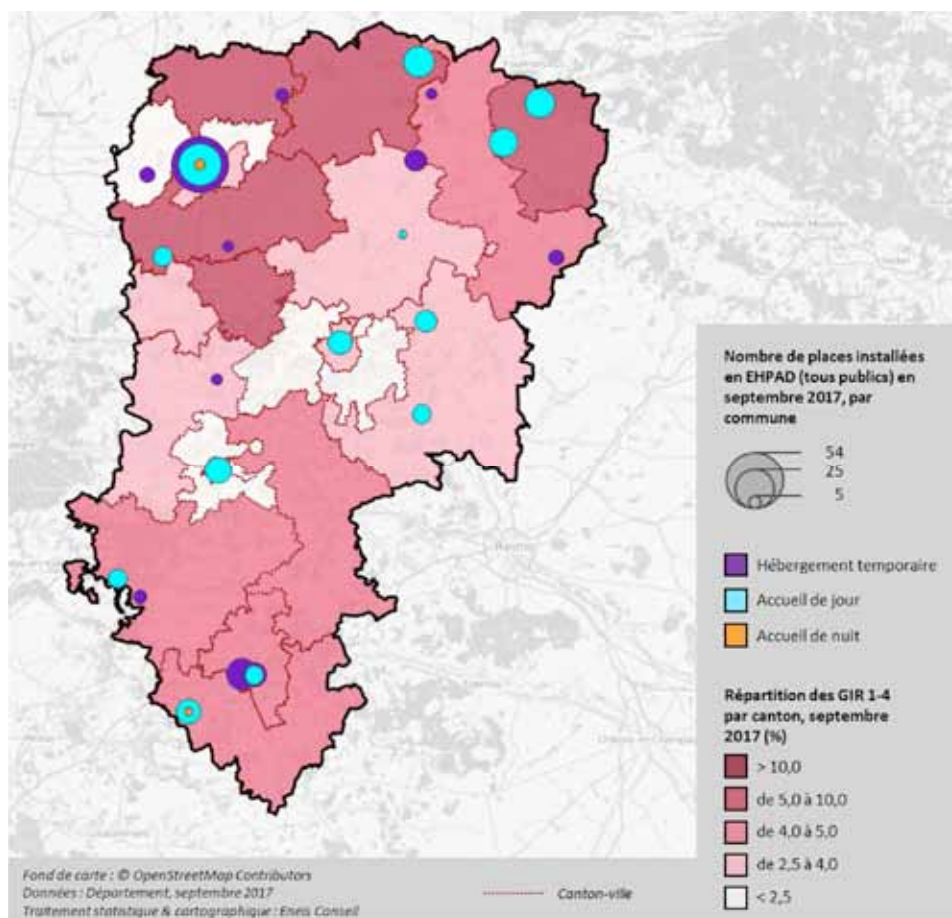 Nombre de places installées
en EHPAD (tous publics) en
septembre 2017, par
commune
54
25
5
Hébergement temporaire
Accueil de jour
Accueil de nuit
Répartition des GIR 1-4
par canton, septembre
2017 (%)
> 10,0
de 5,0 à 10,0
de 4,0 à 5,0
de 2,5 à 4,0
< 2,5
Fond de carte : © OpenStreetMap Contributors
Données : Département, septembre 2017
Traitement statistique & cartographique : Eneis Conseil
Canton-ville